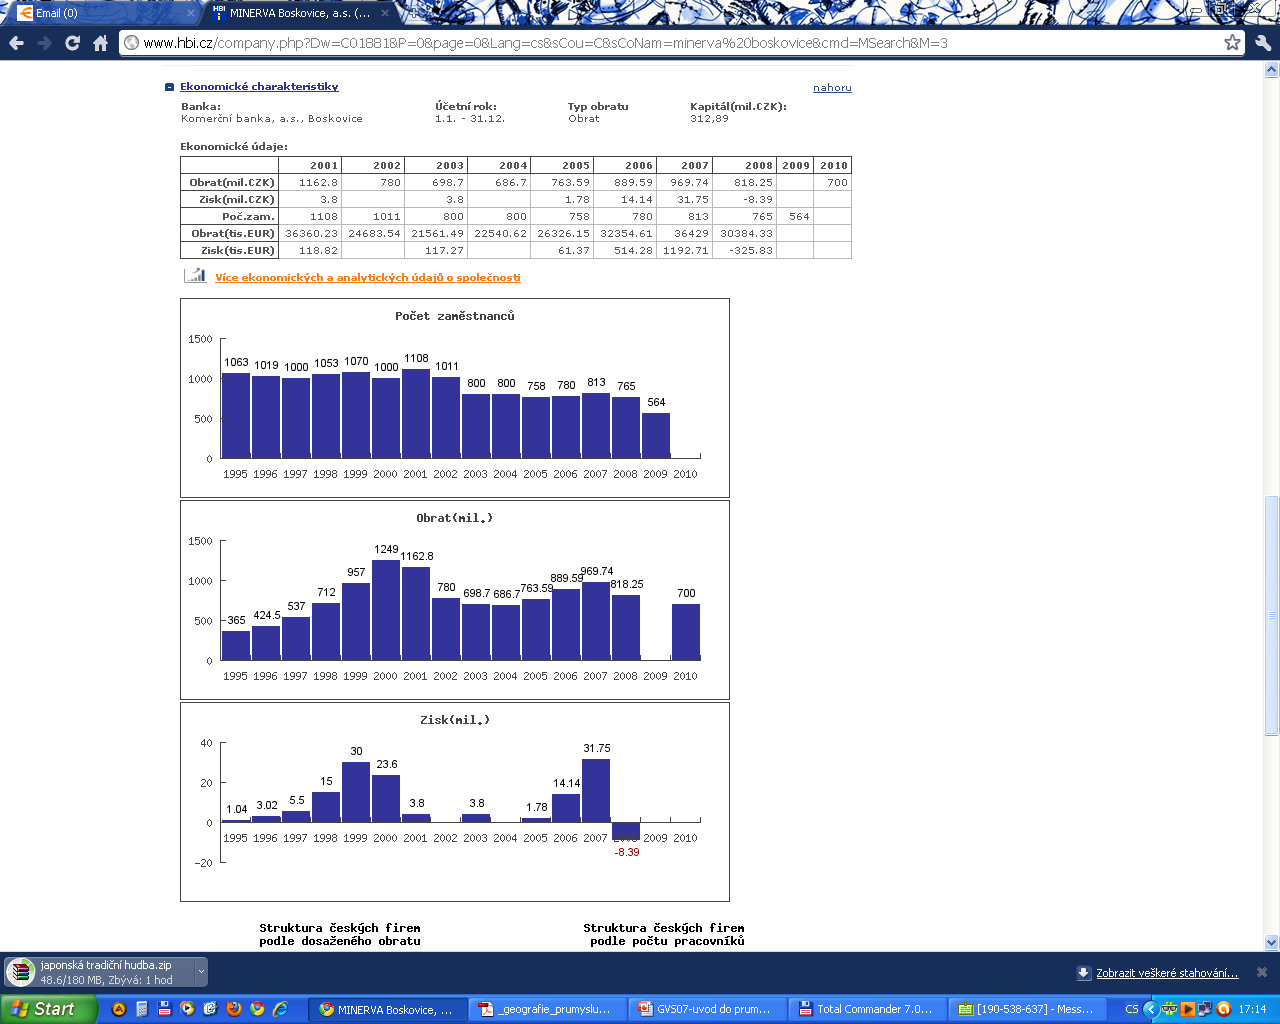 Email (0)
MINERVA Boskovice, a.s. (...
www.hbi.cz/company.php?Dw=C01881&P=0&page=0&Lang=cs&sCou=C&sCoNam=minerva%20boskovice&cmd=MSearch&M=3
Ekonomické charakteristiky nahoru
Banka: Účetní rok: Typ obratu Kapitál(mil.CZK):
Komerční banka, a.s., Boskovice 1.1. - 31.12. Obrat 312,89
Ekonomické údaje:
2001 2002 2003 2004 2005 2006 2007 2008 2009 2010
Obrat(mil.CZK) 1162.8 780 698.7 686.7 763.59 889.59 969.74 818.25 700
Zisk(mil.CZK) 3.8 3.8 1.78 14.14 31.75 -8.39
Poč.zam. 1108 1011 800 800 758 780 813 765 564
Obrat(tis.EUR) 36360.23 24683.54 21561.49 22540.62 26326.15 32354.61 36429 30384.33
Zisk(tis.EUR) 118.82 117.27 61.37 514.28 1192.71 -325.83
Více ekonomických a analytických údajů o společnosti
Počet zaměstnanců
1500
1000
500
0
1063 1019 1000 1053 1070 1000 1108 1011 800 800 758 780 813 765 564
1995 1996 1997 1998 1999 2000 2001 2002 2003 2004 2005 2006 2007 2008 2009 2010
Obrat(mil.)
1500
1000
500
0
365 424.5 537 712 957 1249 1162.8 780 698.7 686.7 763.59 889.59 969.74 818.25 700
1995 1996 1997 1998 1999 2000 2001 2002 2003 2004 2005 2006 2007 2008 2009 2010
Zisk(mil.)
40
20
0
-20
1.04 3.02 5.5 15 30 23.6 3.8 3.8 1.78 14.14 31.75 -8.39
1995 1996 1997 1998 1999 2000 2001 2002 2003 2004 2005 2006 2007 2008 2009 2010
Struktura českých firem
podle dosaženého obratu
Struktura českých firem
podle počtu pracovníků
japonská tradiční hudba.zip
48.6/180 MB, Zbývá: 1 hod
Zobrazit veškeré stahování...
Start
MINERVA Boskovice, ...
_geografie_prumyslu...
GVS07-uvod do prum...
Total Commander 7.0...
[190-538-637] - Mess...
CS
17:14